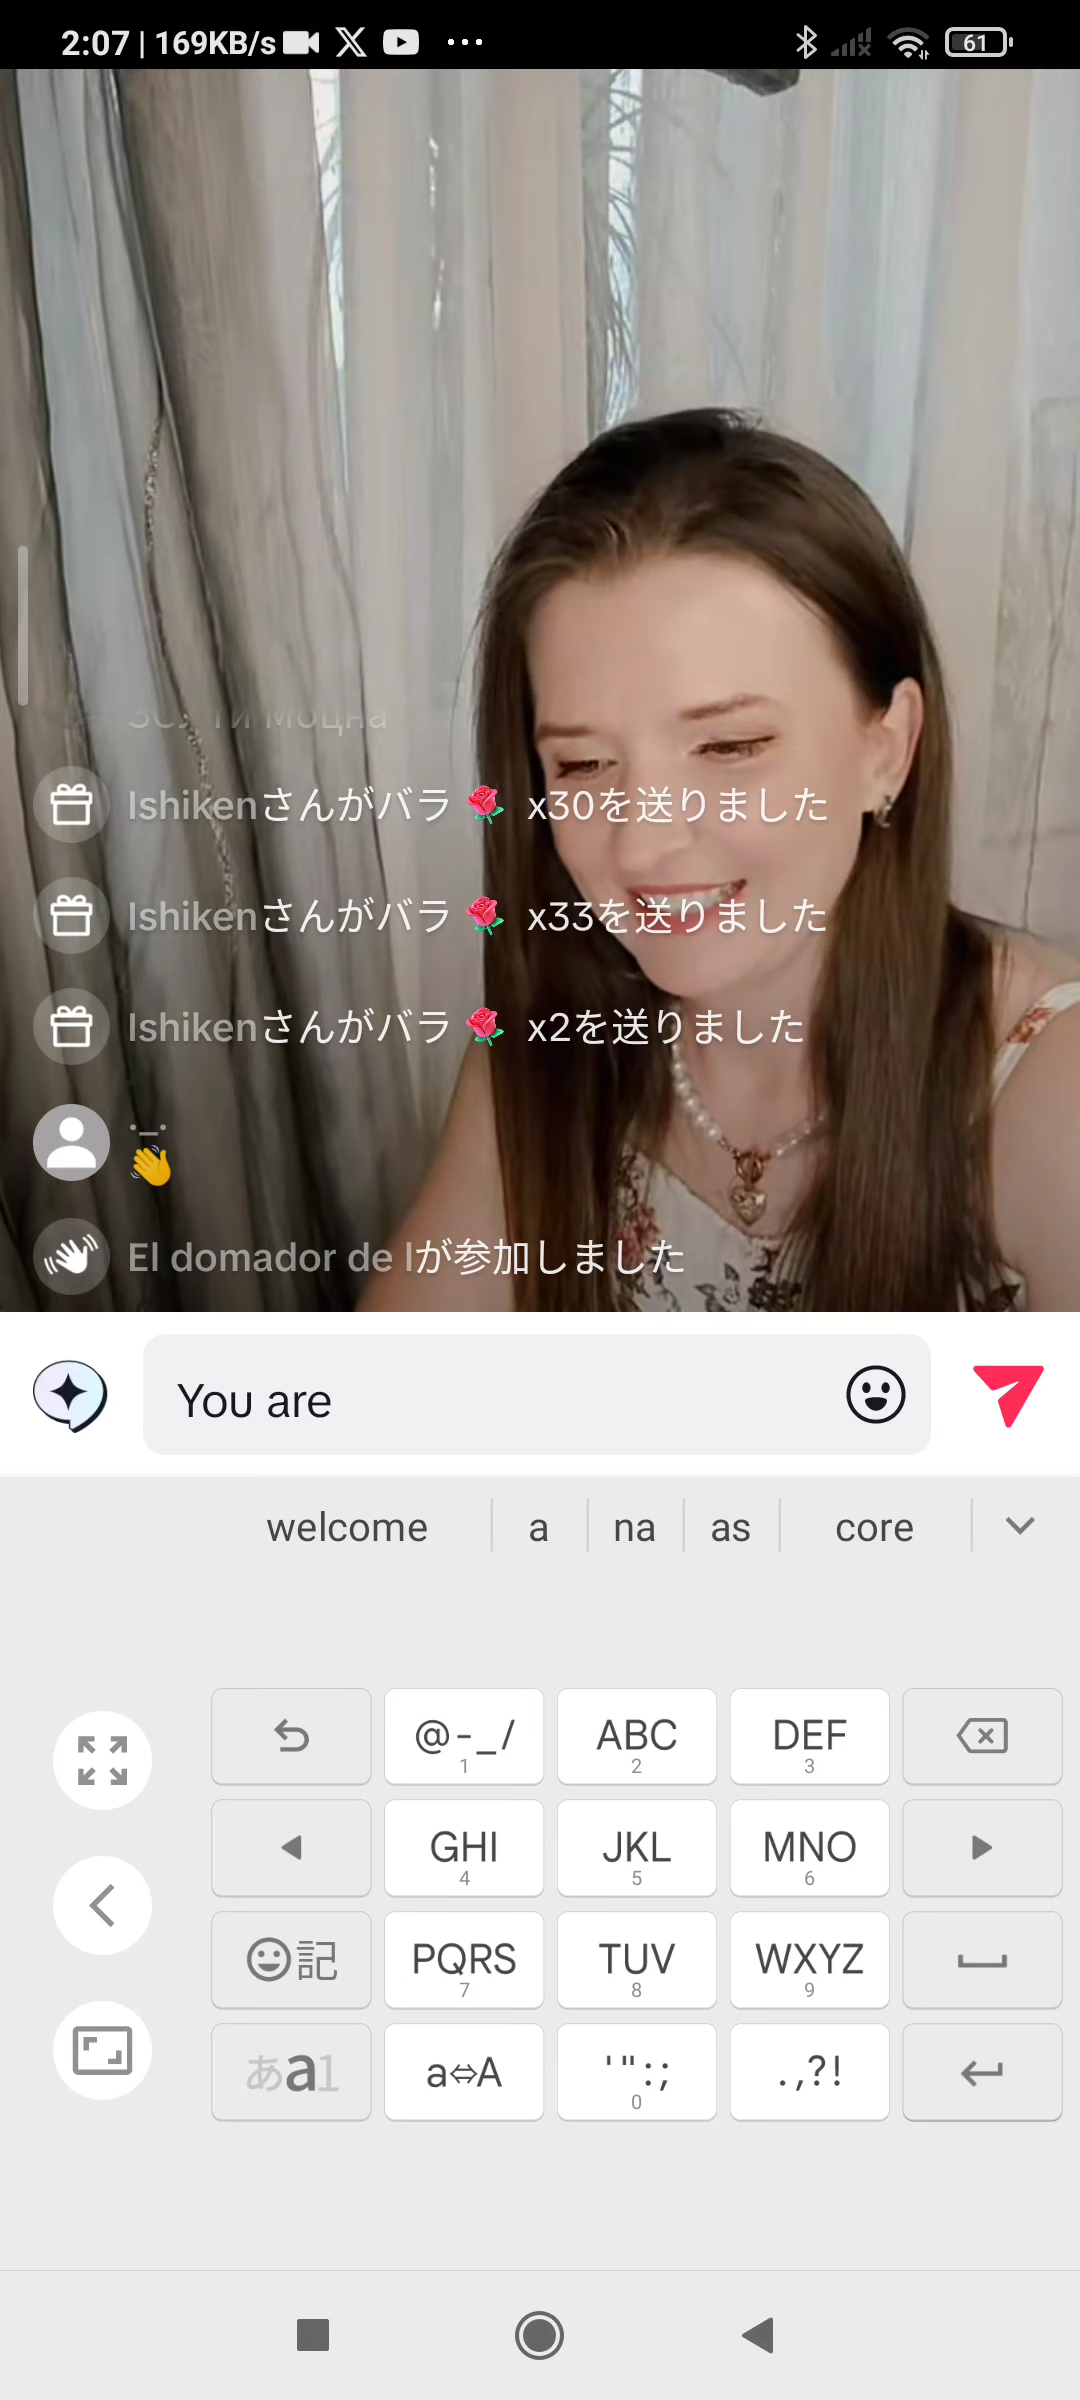 2:07 | 169KB/s
61
Ishikenさんがバラ 🌹 x30を送りました
Ishikenさんがバラ 🌹 x33を送りました
Ishikenさんがバラ 🌹 x2を送りました
._.
👋
El domador de lが参加しました
You are
welcome a na as core
@-_/ ABC DEF
1 2 3
GHI JKL MNO
4 5 6
記 PQRS TUV WXYZ
7 8 9
あa1 a⇔A '":; .,?!
0